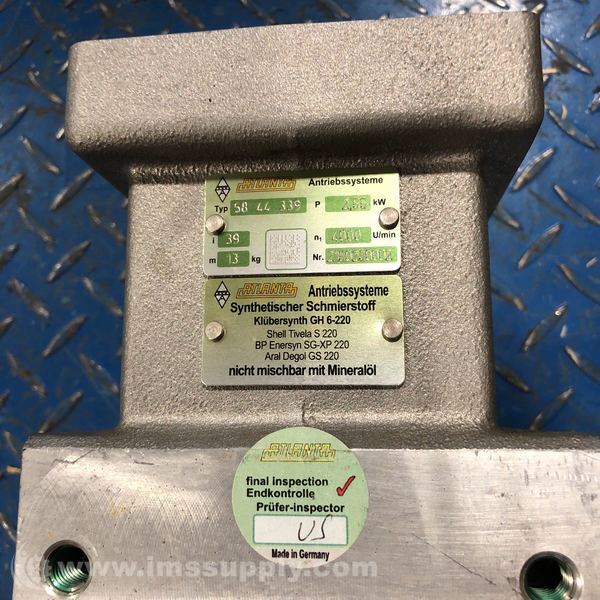 ATLANTA Antriebssysteme
Typ 58 44 339 P kW
i 39 n₁ 4000 U/min
m 13 kg Nr.
ATLANTA Antriebssysteme
Synthetischer Schmierstoff
Klübersynth GH 6-220
Shell Tivela S 220
BP Enersyn SG-XP 220
Aral Degol GS 220
nicht mischbar mit Mineralöl
ATLANTA
final inspection
Endkontrolle
Prüfer-inspector
US
Made in Germany
© www.imssupply.com